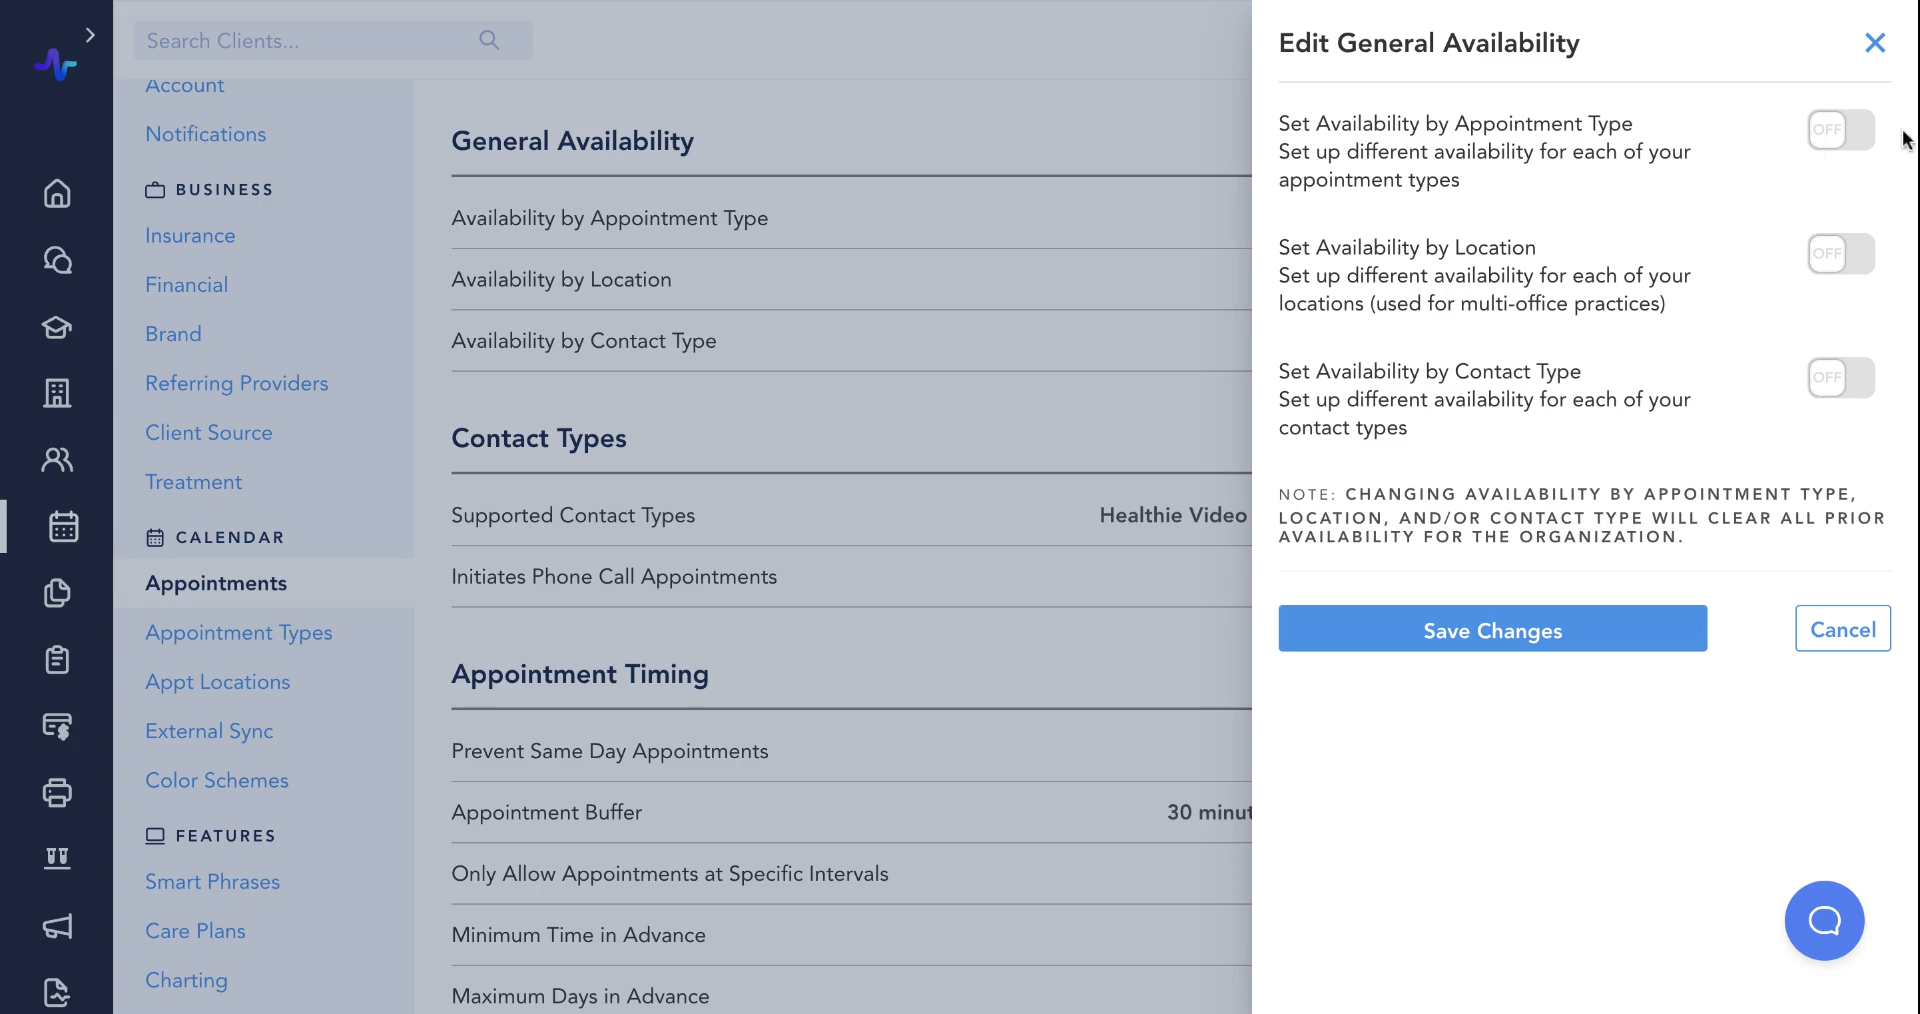 Search Clients...
Account
Notifications
BUSINESS
Insurance
Financial
Brand
Referring Providers
Client Source
Treatment
CALENDAR
Appointments
Appointment Types
Appt Locations
External Sync
Color Schemes
FEATURES
Smart Phrases
Care Plans
Charting
General Availability
Availability by Appointment Type
Availability by Location
Availability by Contact Type
Contact Types
Supported Contact Types
Healthie Video
Initiates Phone Call Appointments
Appointment Timing
Prevent Same Day Appointments
Appointment Buffer
30 minut
Only Allow Appointments at Specific Intervals
Minimum Time in Advance
Maximum Days in Advance
Edit General Availability
Set Availability by Appointment Type
OFF
Set up different availability for each of your
appointment types
Set Availability by Location
OFF
Set up different availability for each of your
locations (used for multi-office practices)
Set Availability by Contact Type
OFF
Set up different availability for each of your
contact types
NOTE: CHANGING AVAILABILITY BY APPOINTMENT TYPE,
LOCATION, AND/OR CONTACT TYPE WILL CLEAR ALL PRIOR
AVAILABILITY FOR THE ORGANIZATION.
Save Changes
Cancel